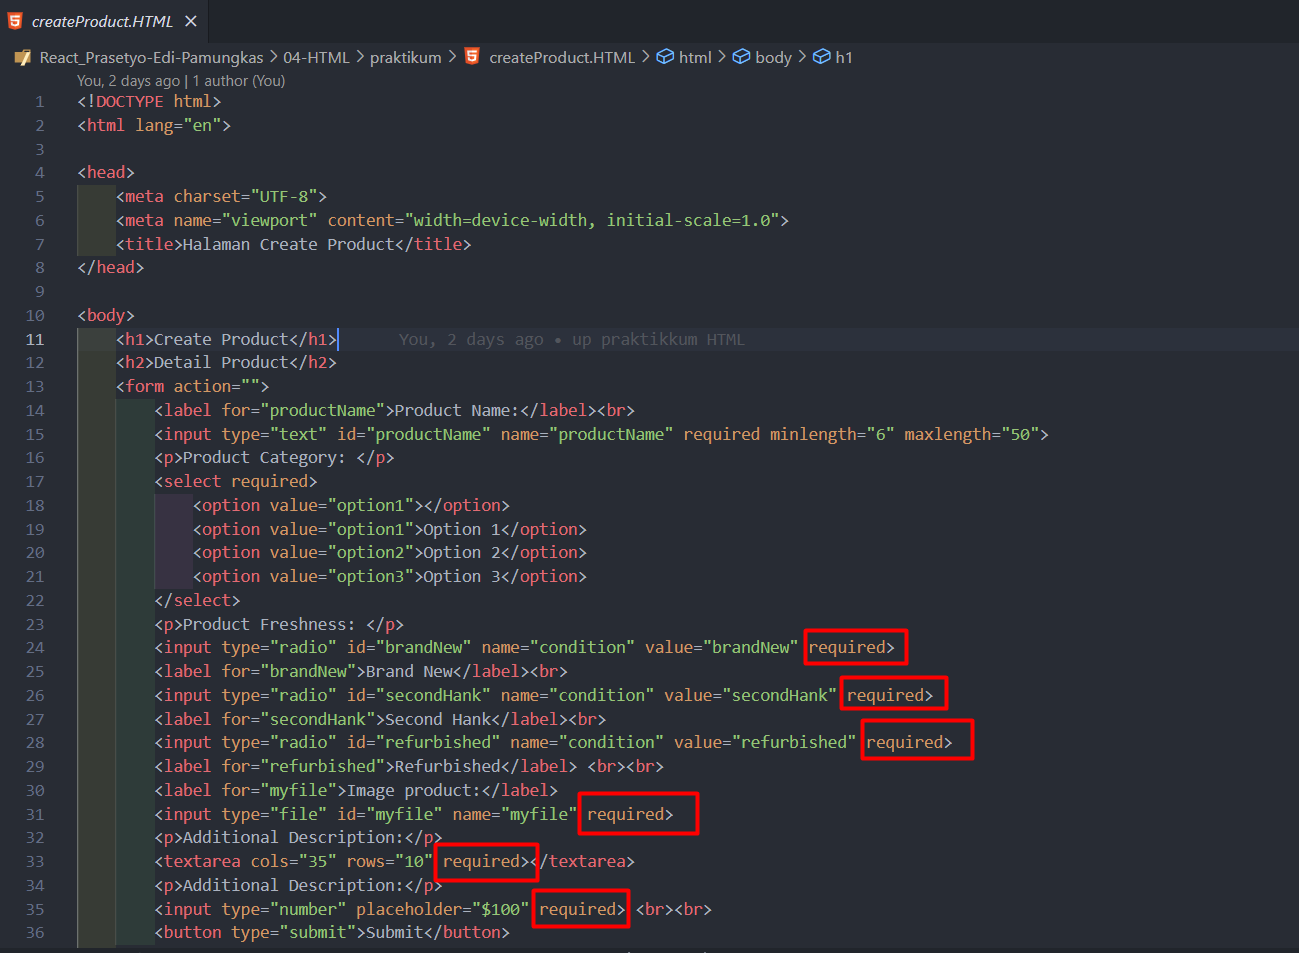 createProduct.HTML
React_Prasetyo-Edi-Pamungkas > 04-HTML > praktikum > createProduct.HTML > html > body > h1
You, 2 days ago | 1 author (You)
1 <!DOCTYPE html>
2 <html lang="en">
3
4 <head>
5 <meta charset="UTF-8">
6 <meta name="viewport" content="width=device-width, initial-scale=1.0">
7 <title>Halaman Create Product</title>
8 </head>
9
10 <body>
11 <h1>Create Product</h1> You, 2 days ago • up praktikkum HTML
12 <h2>Detail Product</h2>
13 <form action="">
14 <label for="productName">Product Name:</label><br>
15 <input type="text" id="productName" name="productName" required minlength="6" maxlength="50">
16 <p>Product Category: </p>
17 <select required>
18 <option value="option1"></option>
19 <option value="option1">Option 1</option>
20 <option value="option2">Option 2</option>
21 <option value="option3">Option 3</option>
22 </select>
23 <p>Product Freshness: </p>
24 <input type="radio" id="brandNew" name="condition" value="brandNew" required>
25 <label for="brandNew">Brand New</label><br>
26 <input type="radio" id="secondHank" name="condition" value="secondHank" required>
27 <label for="secondHank">Second Hank</label><br>
28 <input type="radio" id="refurbished" name="condition" value="refurbished" required>
29 <label for="refurbished">Refurbished</label> <br><br>
30 <label for="myfile">Image product:</label>
31 <input type="file" id="myfile" name="myfile" required>
32 <p>Additional Description:</p>
33 <textarea cols="35" rows="10" required></textarea>
34 <p>Additional Description:</p>
35 <input type="number" placeholder="$100" required> <br><br>
36 <button type="submit">Submit</button>